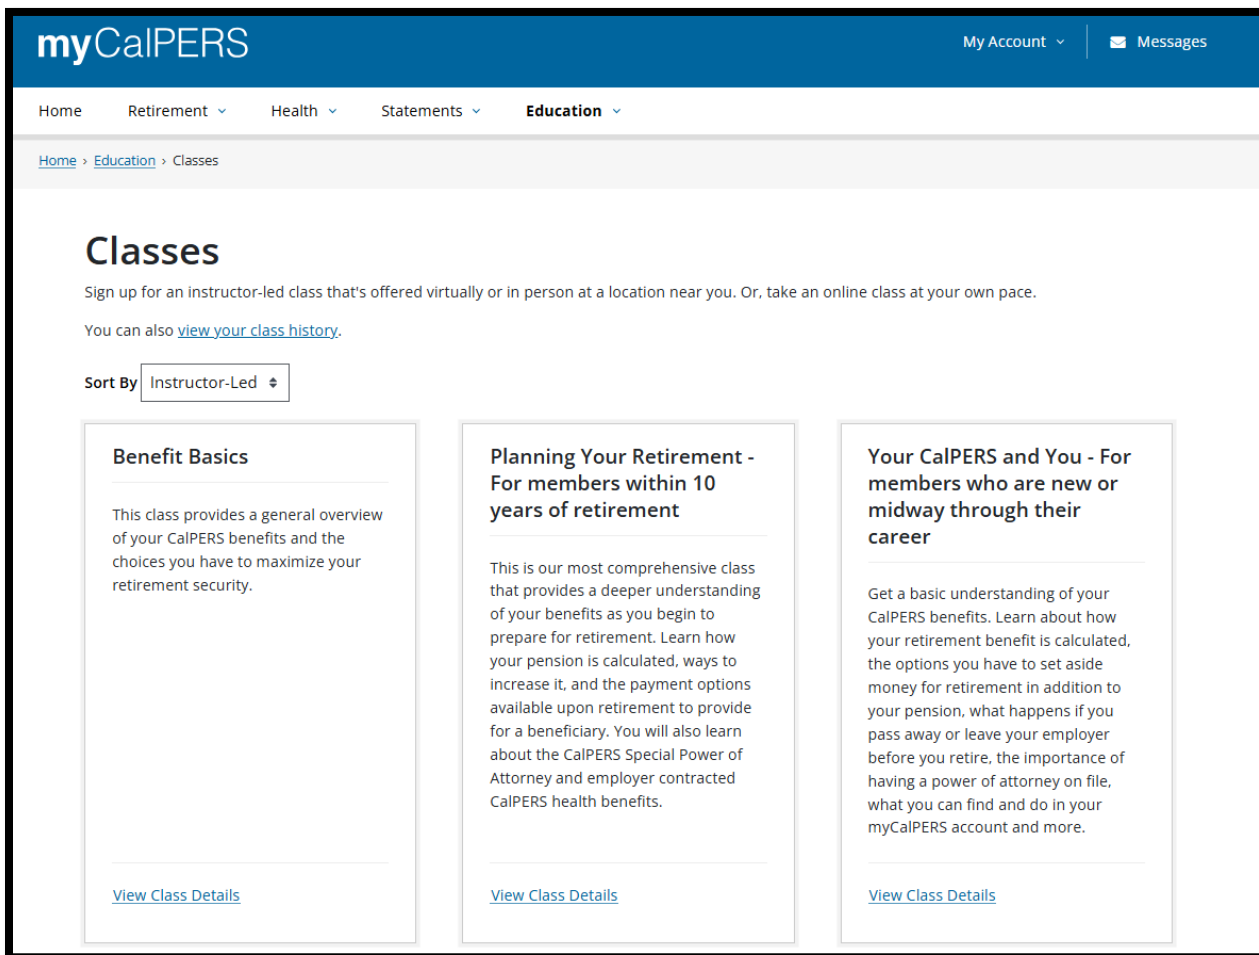 myCalPERS
My Account
Messages
Home
Retirement
Health
Statements
Education
Home › Education › Classes
Classes
Sign up for an instructor-led class that's offered virtually or in person at a location near you. Or, take an online class at your own pace.
You can also view your class history.
Sort By Instructor-Led
Benefit Basics
This class provides a general overview
of your CalPERS benefits and the
choices you have to maximize your
retirement security.
View Class Details
Planning Your Retirement -
For members within 10
years of retirement
This is our most comprehensive class
that provides a deeper understanding
of your benefits as you begin to
prepare for retirement. Learn how
your pension is calculated, ways to
increase it, and the payment options
available upon retirement to provide
for a beneficiary. You will also learn
about the CalPERS Special Power of
Attorney and employer contracted
CalPERS health benefits.
View Class Details
Your CalPERS and You - For
members who are new or
midway through their
career
Get a basic understanding of your
CalPERS benefits. Learn about how
your retirement benefit is calculated,
the options you have to set aside
money for retirement in addition to
your pension, what happens if you
pass away or leave your employer
before you retire, the importance of
having a power of attorney on file,
what you can find and do in your
myCalPERS account and more.
View Class Details